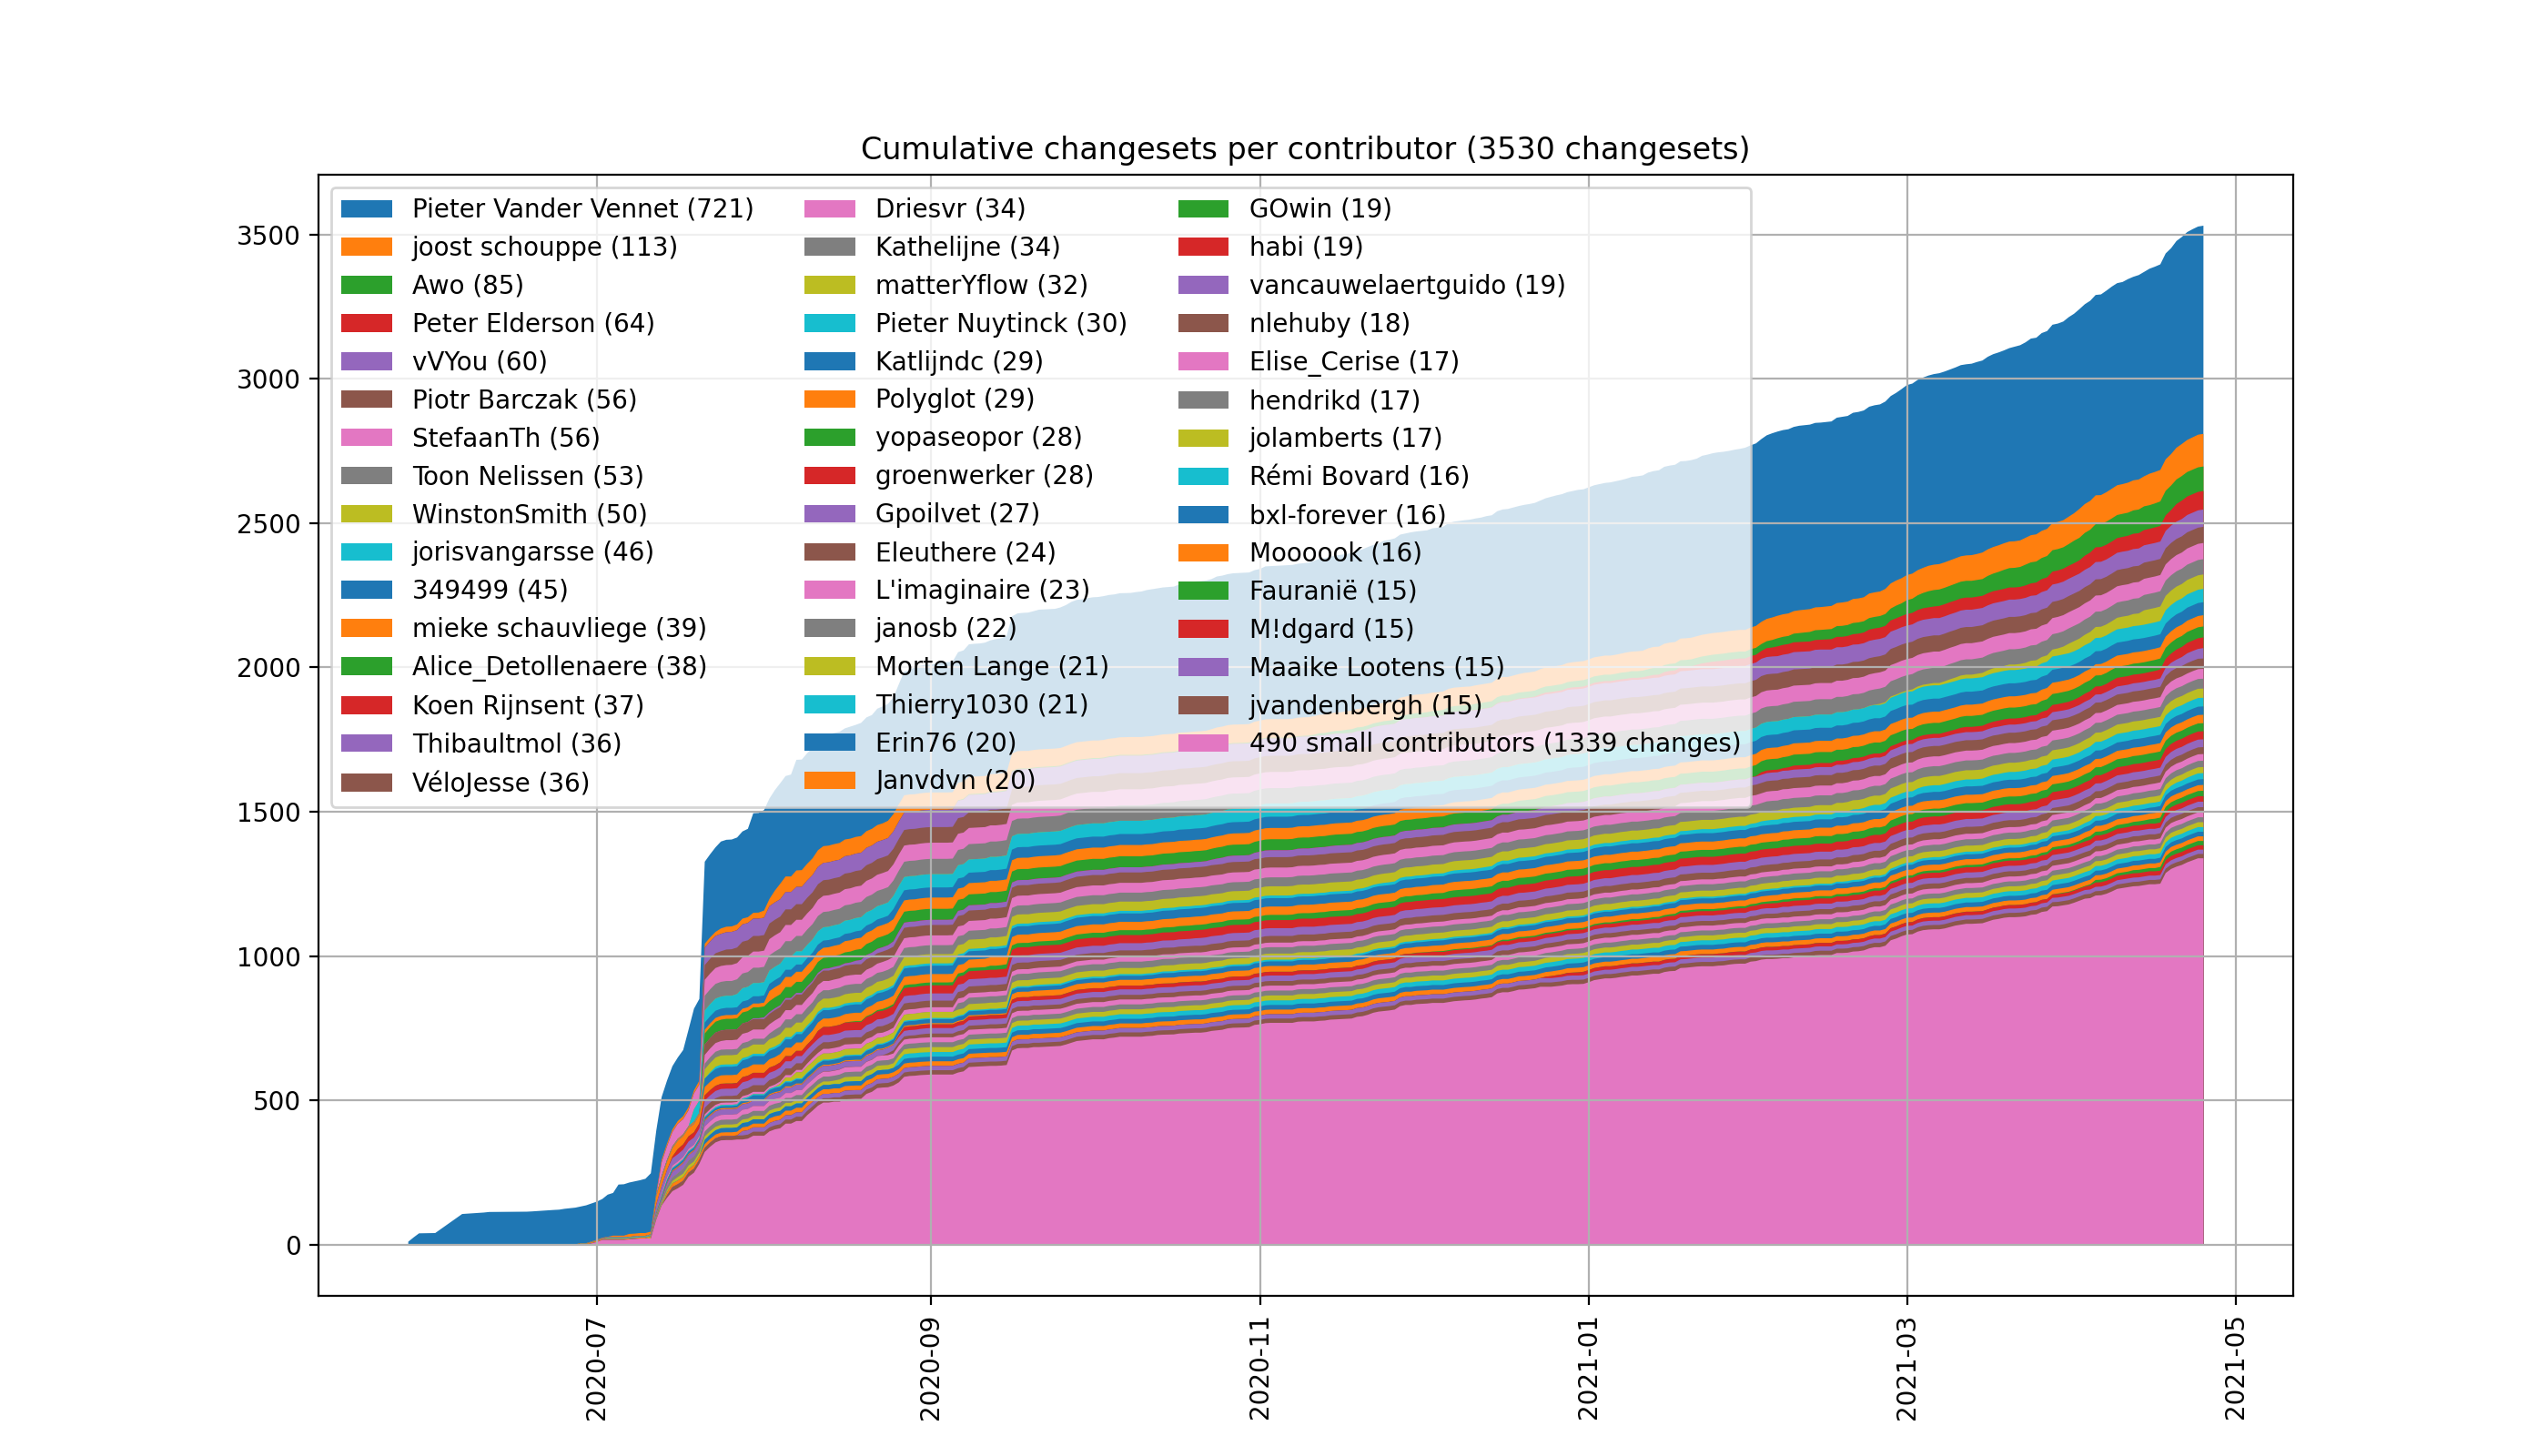 Cumulative changesets per contributor (3530 changesets)
Pieter Vander Vennet (721)
joost schouppe (113)
Awo (85)
Peter Elderson (64)
vVYou (60)
Piotr Barczak (56)
StefaanTh (56)
Toon Nelissen (53)
WinstonSmith (50)
jorisvangarsse (46)
349499 (45)
mieke schauvliege (39)
Alice_Detollenaere (38)
Koen Rijnsent (37)
Thibaultmol (36)
VéloJesse (36)
Driesvr (34)
Kathelijne (34)
matterYflow (32)
Pieter Nuytinck (30)
Katlijndc (29)
Polyglot (29)
yopaseopor (28)
groenwerker (28)
Gpoilvet (27)
Eleuthere (24)
L'imaginaire (23)
janosb (22)
Morten Lange (21)
Thierry1030 (21)
Erin76 (20)
Janvdvn (20)
GOwin (19)
habi (19)
vancauwelaertguido (19)
nlehuby (18)
Elise_Cerise (17)
hendrikd (17)
jolamberts (17)
Rémi Bovard (16)
bxl-forever (16)
Moooook (16)
Fauranië (15)
M!dgard (15)
Maaike Lootens (15)
jvandenbergh (15)
490 small contributors (1339 changes)
3500
3000
2500
2000
1500
1000
500
0
2020-07
2020-09
2020-11
2021-01
2021-03
2021-05